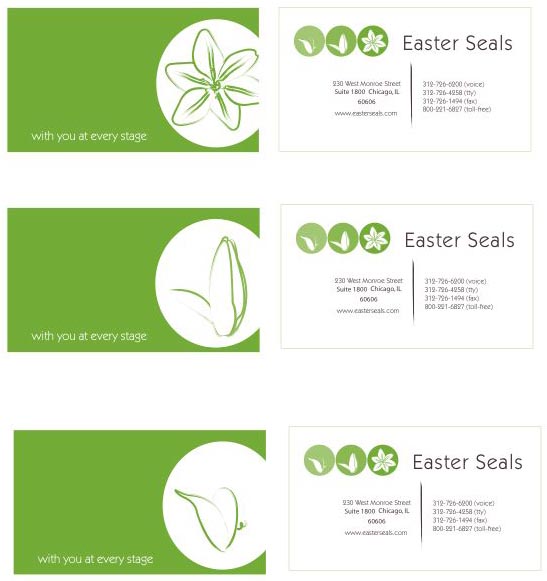 with you at every stage
Easter Seals
230 West Monroe Street
Suite 1800 Chicago, IL
60606
www.easterseals.com
312-726-6200 (voice)
312-726-4258 (tty)
312-726-1494 (fax)
800-221-6827 (toll-free)
with you at every stage
Easter Seals
230 West Monroe Street
Suite 1800 Chicago, IL
60606
www.easterseals.com
312-726-6200 (voice)
312-726-4258 (tty)
312-726-1494 (fax)
800-221-6827 (toll-free)
with you at every stage
Easter Seals
230 West Monroe Street
Suite 1800 Chicago, IL
60606
www.easterseals.com
312-726-6200 (voice)
312-726-4258 (tty)
312-726-1494 (fax)
800-221-6827 (toll-free)